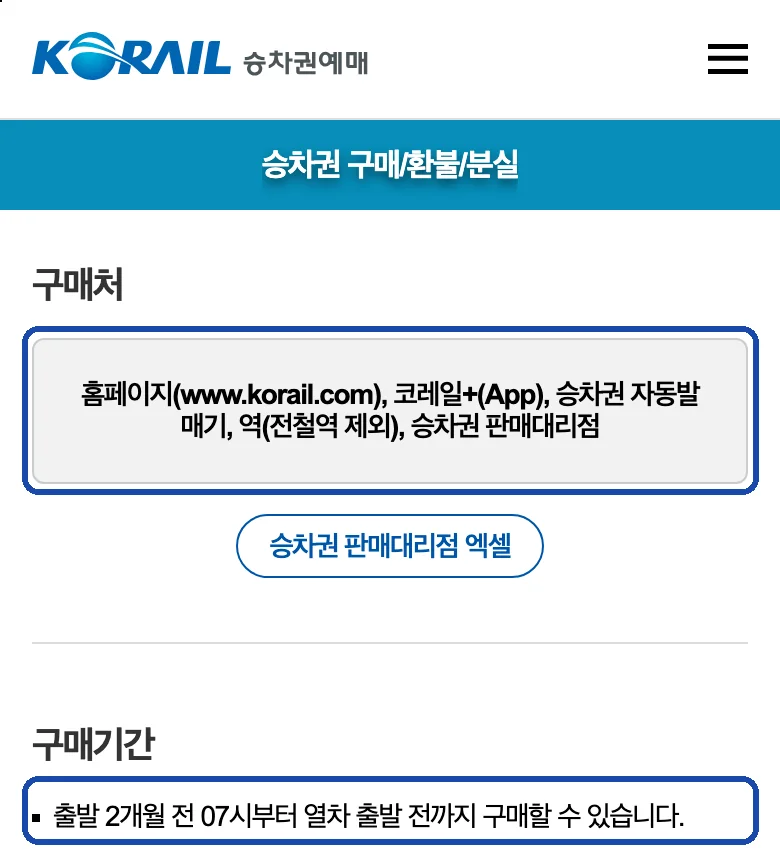 KORAIL 승차권예매
승차권 구매/환불/분실
구매처
홈페이지(www.korail.com), 코레일+(App), 승차권 자동발
매기, 역(전철역 제외), 승차권 판매대리점
승차권 판매대리점 엑셀
구매기간
▪ 출발 2개월 전 07시부터 열차 출발 전까지 구매할 수 있습니다.